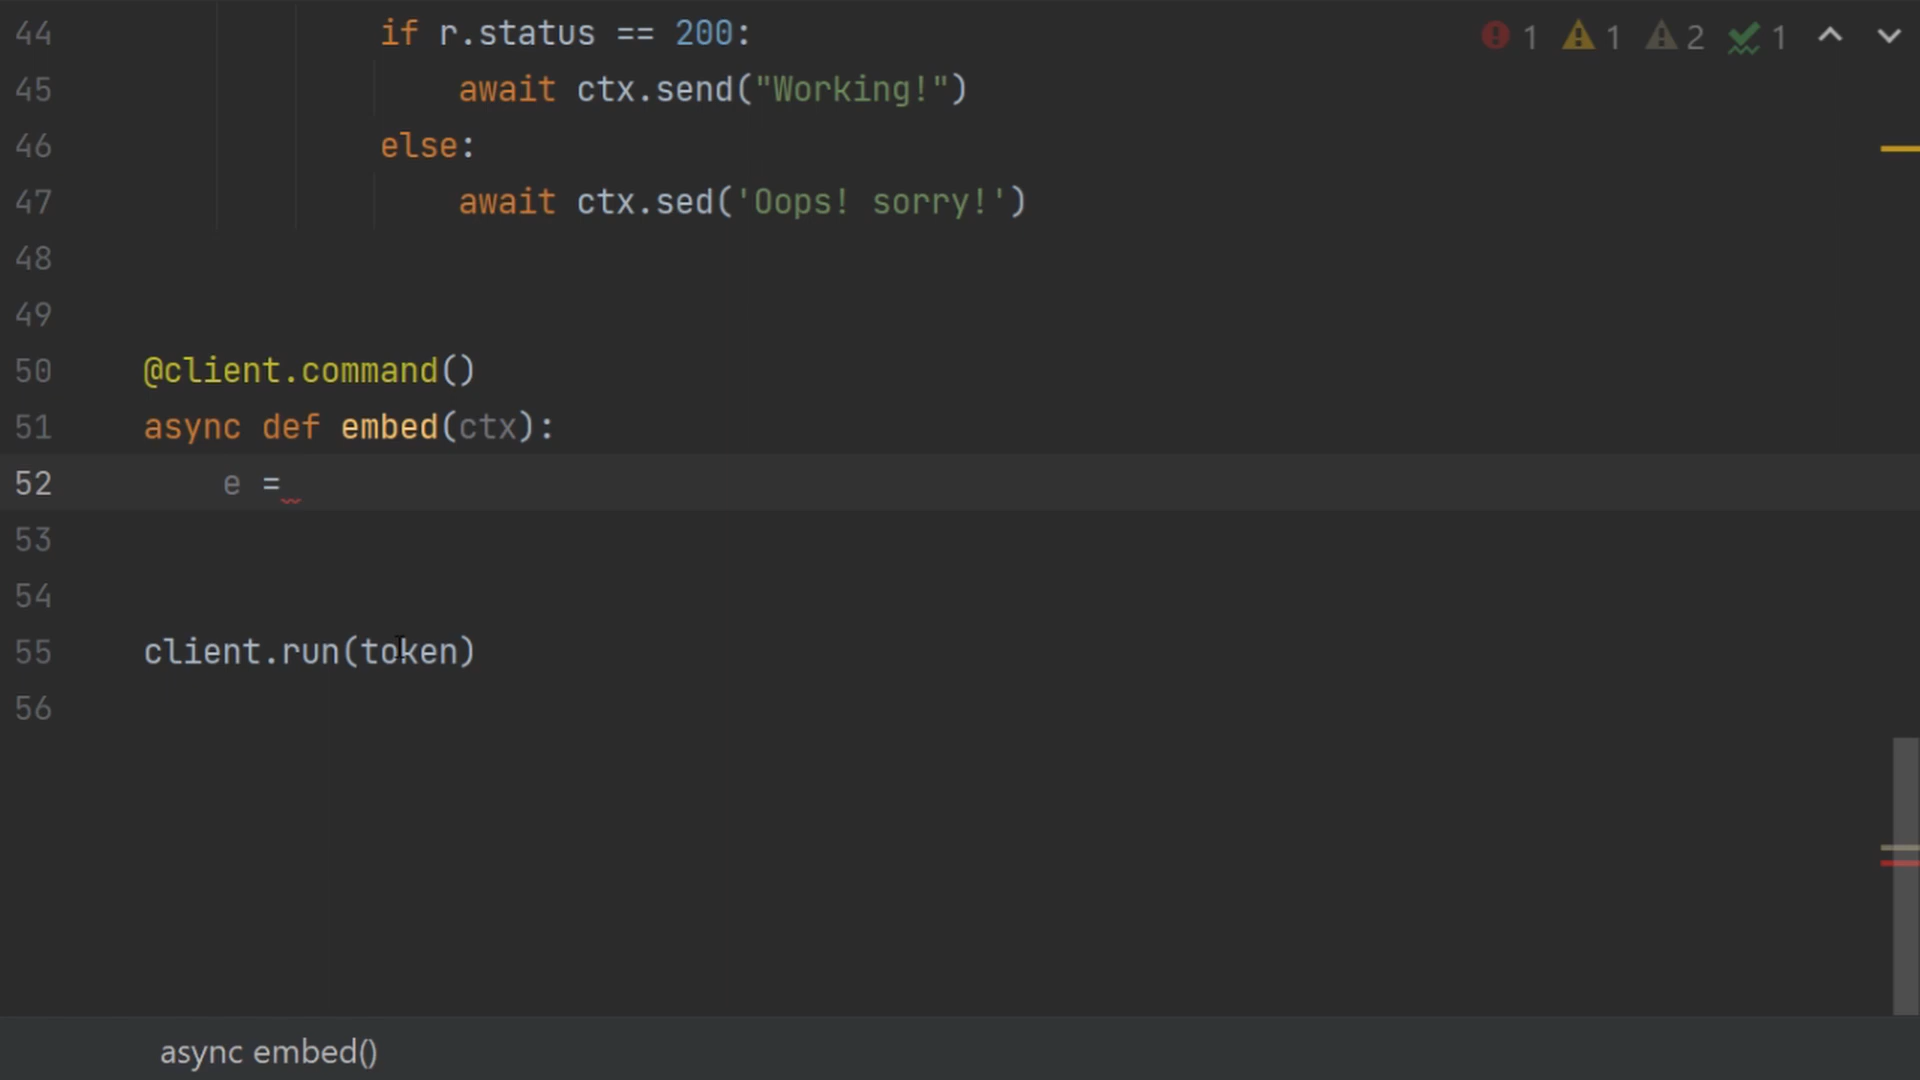 44 if r.status == 200: 1 1 2 1
45 await ctx.send("Working!")
46 else:
47 await ctx.sed('Oops! sorry!')
48
49
50 @client.command()
51 async def embed(ctx):
52 e =
53
54
55 client.run(token)
56
async embed()